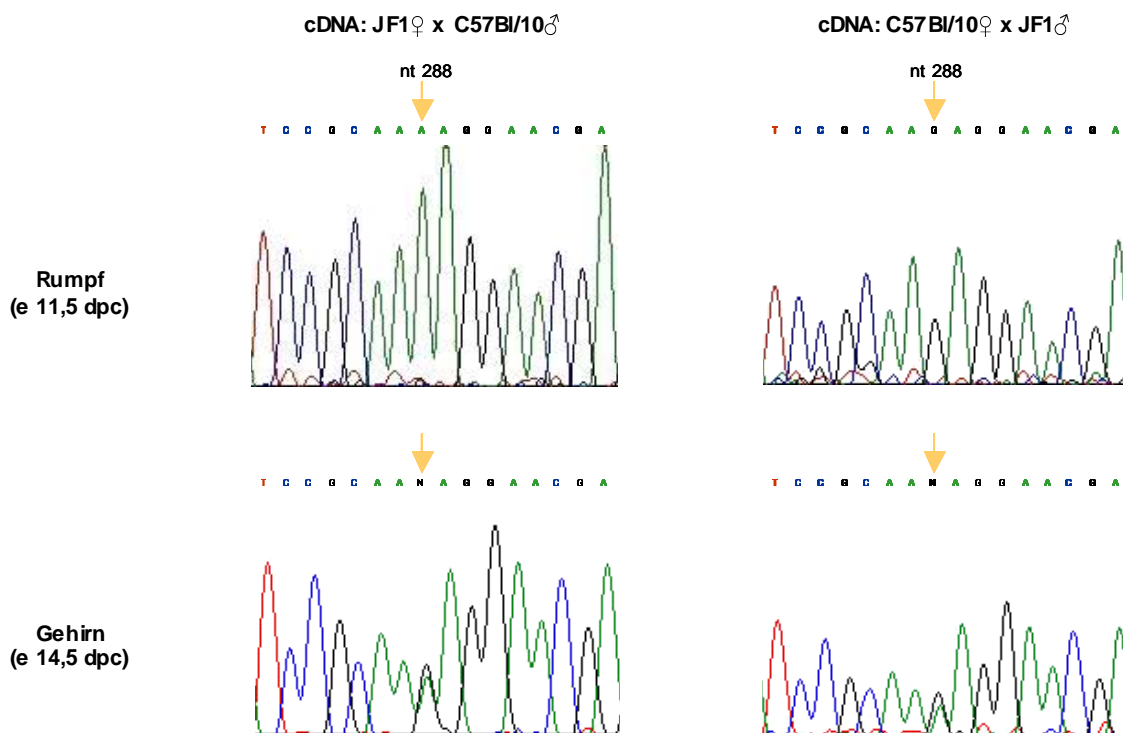 cDNA: JF1♀ x C57Bl/10♂
cDNA: C57Bl/10♀ x JF1♂
nt 288
nt 288
T C C G C A A A A G G A A C G A
T C C G C A A G A G G A A C G A
Rumpf
(e 11,5 dpc)
T C C G C A A N A G G A A C G A
T C C G C A A N A G G A A C G A
Gehirn
(e 14,5 dpc)